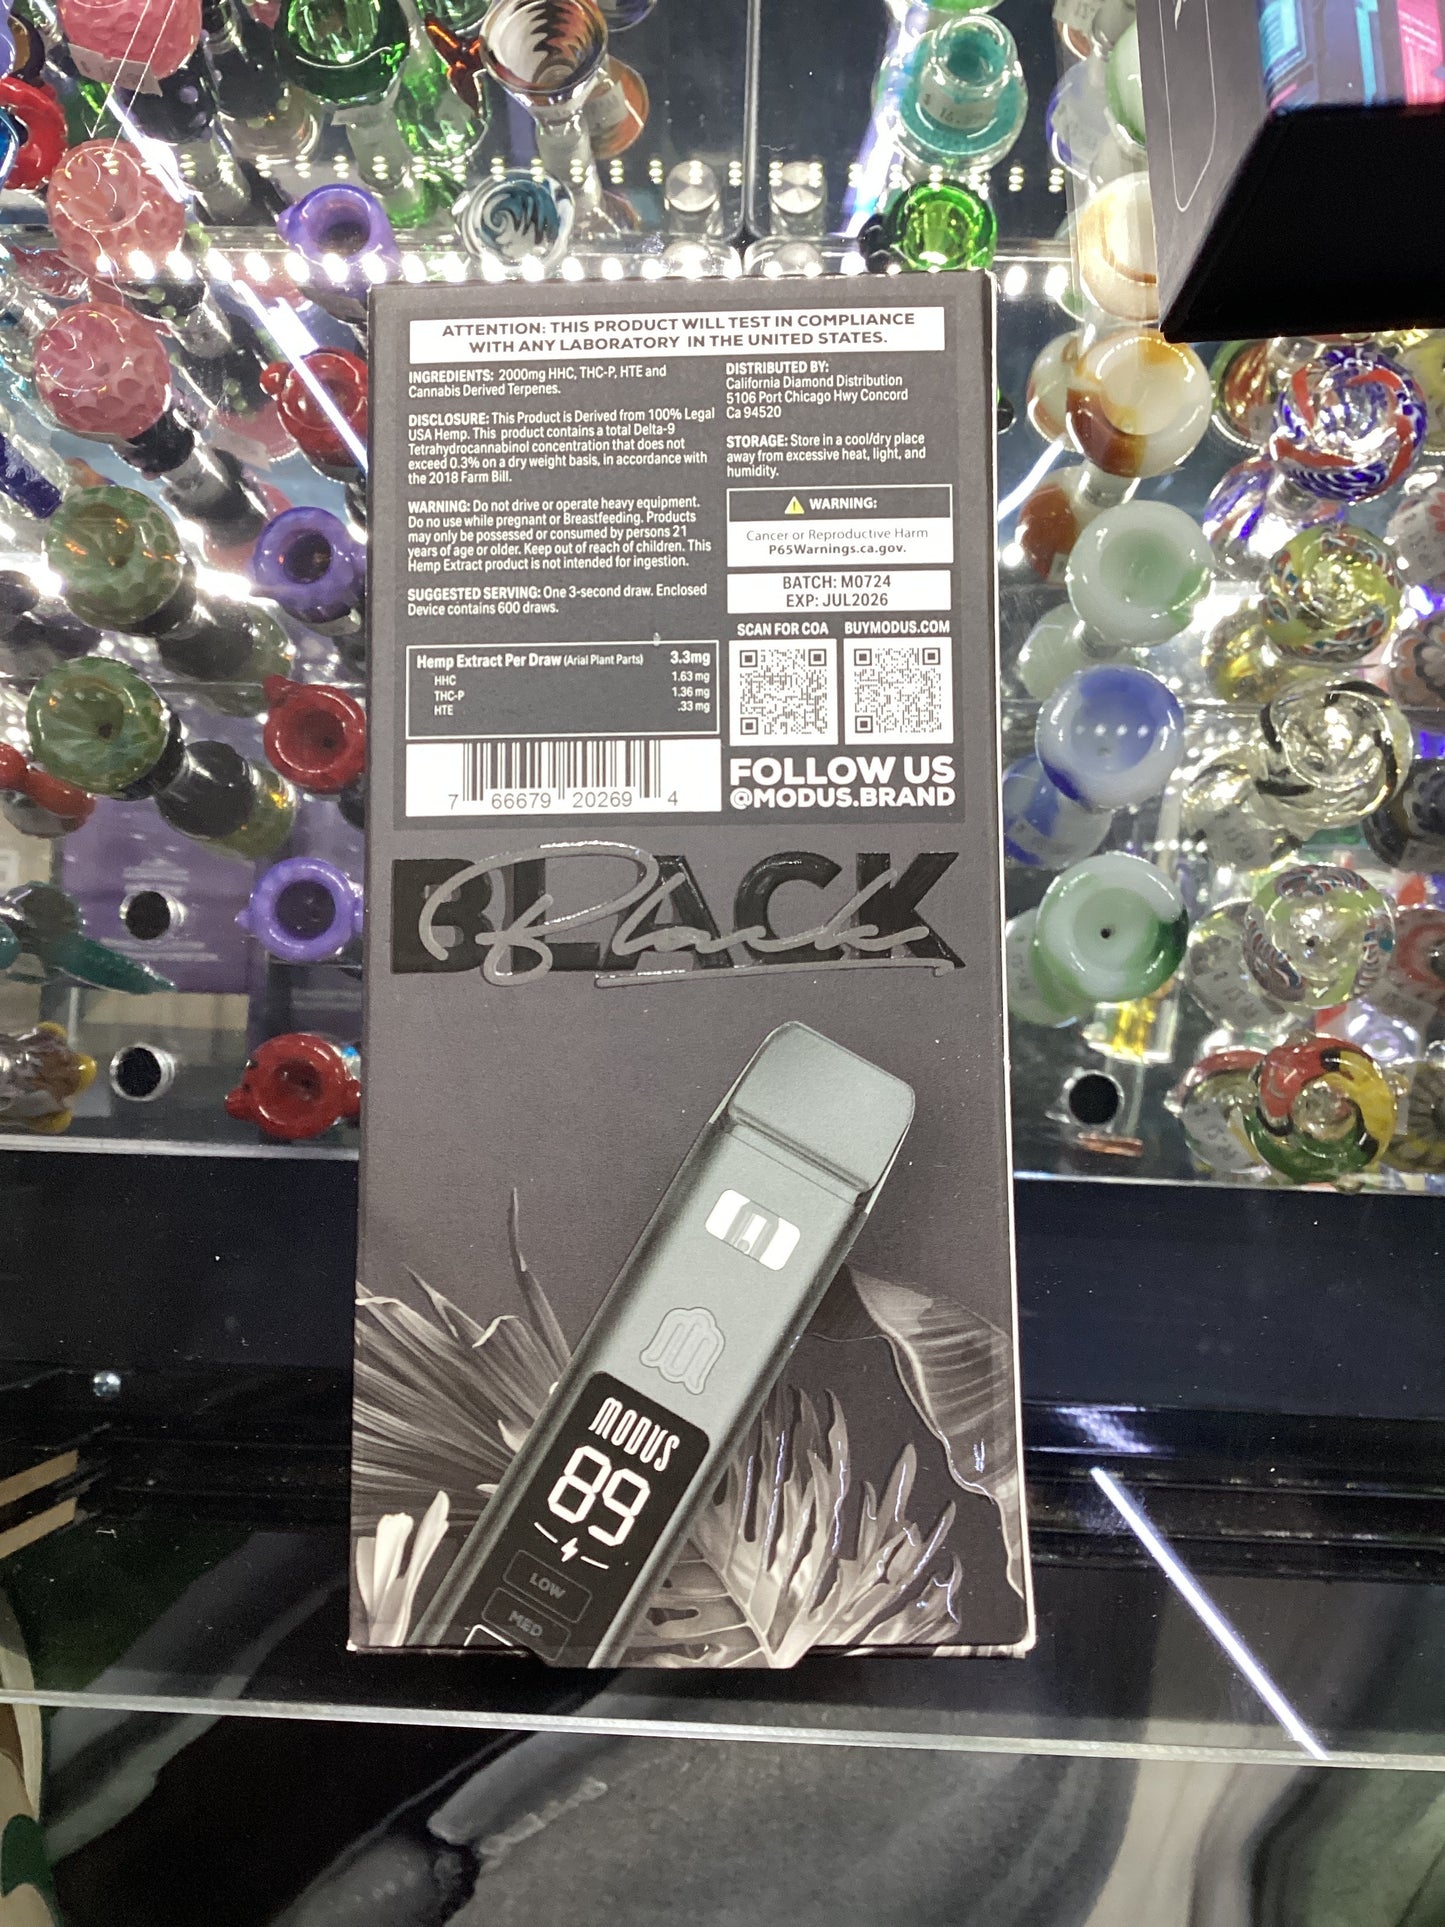 ATTENTION: THIS PRODUCT WILL TEST IN COMPLIANCE
WITH ANY LABORATORY IN THE UNITED STATES.
INGREDIENTS: 2000mg HHC, THC-P, HTE and
Cannabis Derived Terpenes.
DISCLOSURE: This Product is Derived from 100% Legal
USA Hemp. This product contains a total Delta-9
Tetrahydrocannabinol concentration that does not
exceed 0.3% on a dry weight basis, in accordance with
the 2018 Farm Bill.
WARNING: Do not drive or operate heavy equipment.
Do no use while pregnant or Breastfeeding. Products
may only be possessed or consumed by persons 21
years of age or older. Keep out of reach of children. This
Hemp Extract product is not intended for ingestion.
SUGGESTED SERVING: One 3-second draw. Enclosed
Device contains 600 draws.
Hemp Extract Per Draw (Arial Plant Parts) 3.3mg
HHC 1.63 mg
THC-P 1.36 mg
HTE .33 mg
7 66679 20269 4
DISTRIBUTED BY:
California Diamond Distribution
5106 Port Chicago Hwy Concord
Ca 94520
STORAGE: Store in a cool/dry place
away from excessive heat, light, and
humidity.
WARNING:
Cancer or Reproductive Harm
P65Warnings.ca.gov.
BATCH: M0724
EXP: JUL2026
SCAN FOR COA BUYMODUS.COM
FOLLOW US
@MODUS.BRAND
BLACK
Black
MODUS
89
LOW
MED